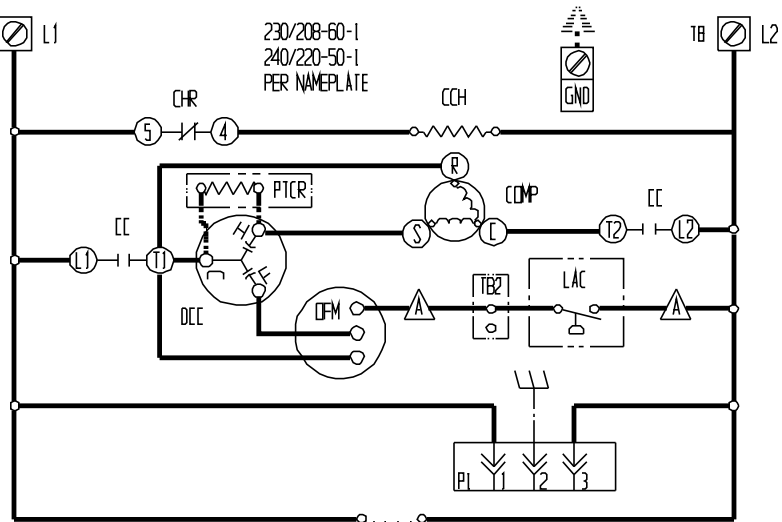 L1
230/208-60-1
240/220-50-1
PER NAMEPLATE
GND
TB
L2
CHR
5
4
CCH
R
PTCR
COMP
S
C
CC
T2
L2
CC
L1
T1
H
C
F
DCC
OFM
A
TB2
LAC
A
P1
1
2
3